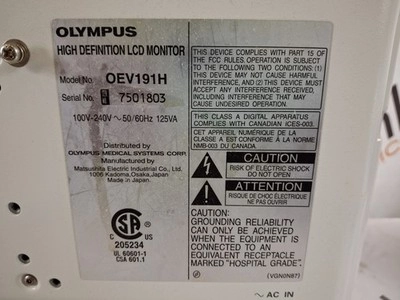 OLYMPUS
HIGH DEFINITION LCD MONITOR
Model No. OEV191H
Serial No. 7501803
100V-240V ~ 50/60Hz 125VA
Distributed by
OLYMPUS MEDICAL SYSTEMS CORP.
Manufactured by
Matsushita Electric Industrial Co., Ltd.
1006 Kadoma, Osaka, Japan
Made in Japan
SA
205234
UL 60601-1
CSA 601.1
THIS DEVICE COMPLIES WITH PART 15 OF
THE FCC RULES OPERATION IS SUBJECT
TO THE FOLLOWING TWO CONDITIONS:
(1) THIS DEVICE MAY NOT CAUSE HARMFUL
INTERFERENCE, AND (2) THIS DEVICE MUST
ACCEPT ANY INTERFERENCE RECEIVED,
INCLUDING INTERFERENCE THAT MAY
CAUSE UNDESIRED OPERATION.
THIS CLASS A DIGITAL APPARATUS
COMPLIES WITH CANADIAN ICES-003.
CET APPAREIL NUMÉRIQUE DE LA
CLASSE A EST CONFORME À LA NORME
NMB-003 DU CANADA.
CAUTION
RISK OF ELECTRIC SHOCK
DO NOT OPEN
ATTENTION
RISQUE DE CHOC ÉLECTRIQUE
NE PAS OUVRIR
CAUTION:
GROUNDING RELIABILITY
CAN ONLY BE ACHIEVED
WHEN THE EQUIPMENT IS
CONNECTED TO AN
EQUIVALENT RECEPTACLE
MARKED "HOSPITAL GRADE".
(VGN0N87)
~ AC IN